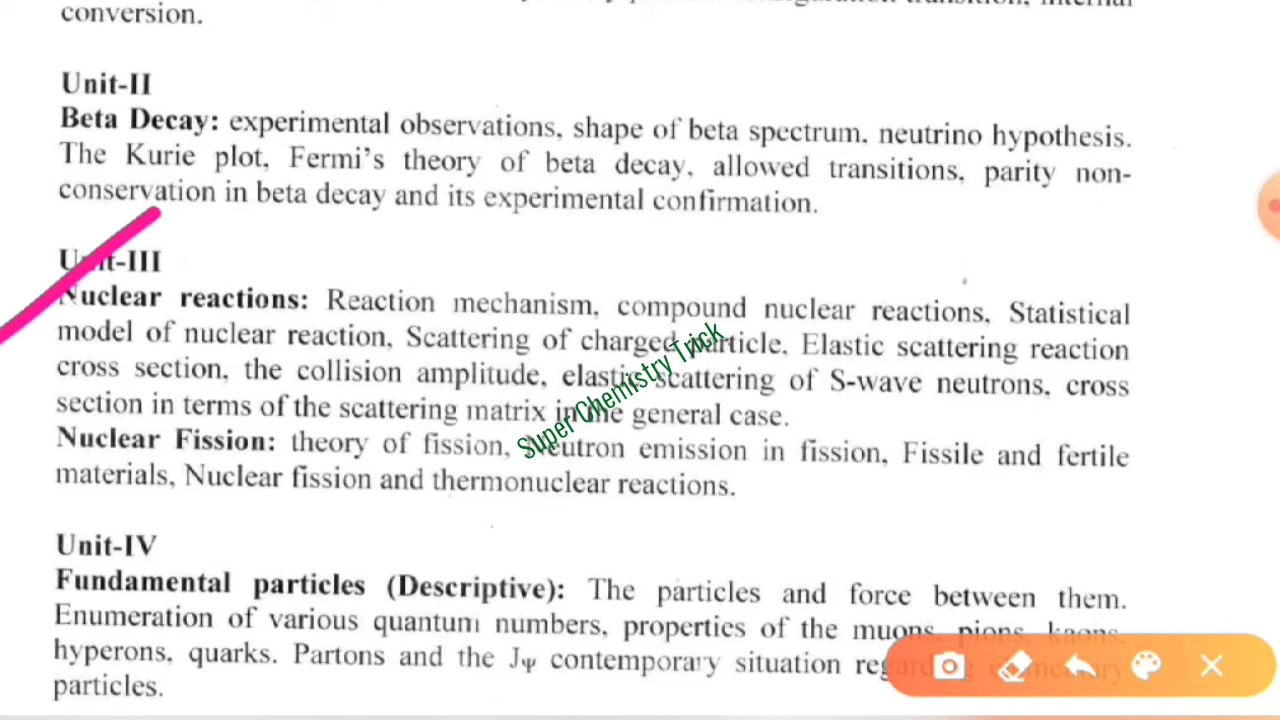 conversion.
Unit-II
Beta Decay: experimental observations, shape of beta spectrum. neutrino hypothesis.
The Kurie plot, Fermi's theory of beta decay, allowed transitions, parity non-
conservation in beta decay and its experimental confirmation.
Unit-III
Nuclear reactions: Reaction mechanism, compound nuclear reactions, Statistical
model of nuclear reaction, Scattering of charged particle, Elastic scattering reaction
cross section, the collision amplitude, elastic scattering of S-wave neutrons, cross
section in terms of the scattering matrix in the general case.
Super Chemistry Trick
Nuclear Fission: theory of fission, Neutron emission in fission, Fissile and fertile
materials, Nuclear fission and thermonuclear reactions.
Unit-IV
Fundamental particles (Descriptive): The particles and force between them.
Enumeration of various quantum numbers, properties of the muons, pions, kaons,
hyperons, quarks. Partons and the Jψ contemporary situation
particles.